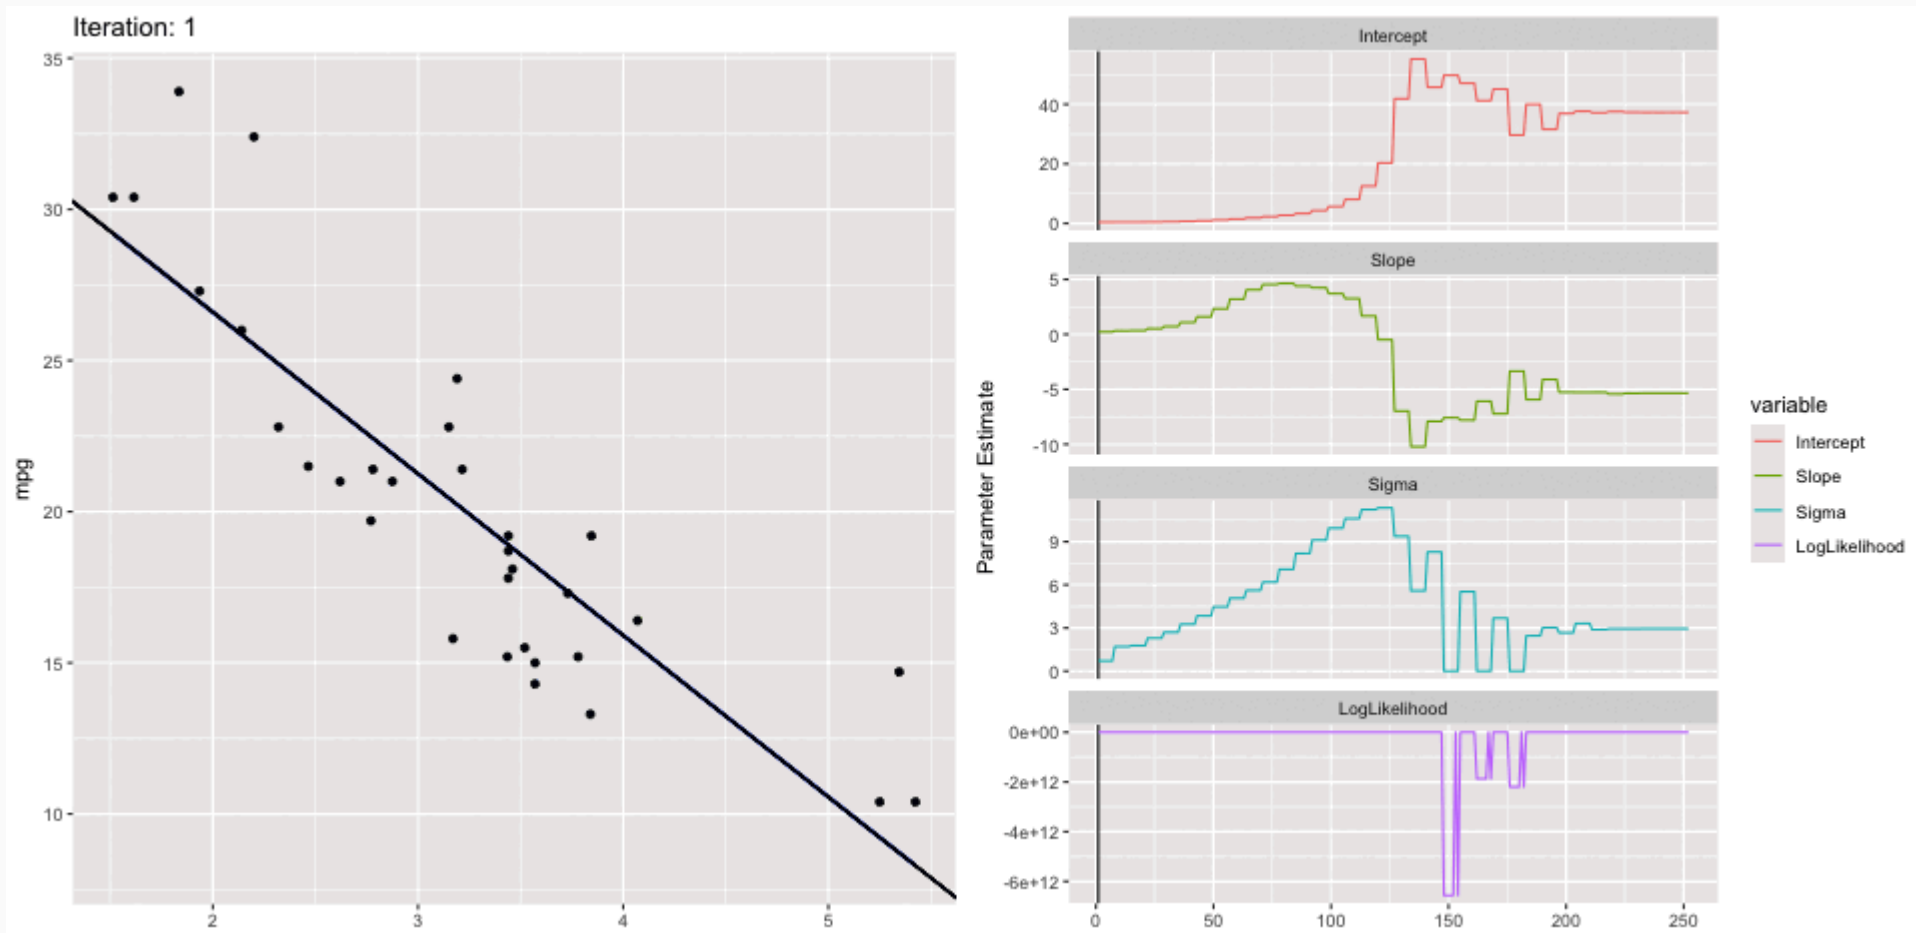 Iteration: 1
35
30
25
20
15
10
mpg
2 3 4 5
Parameter Estimate
Intercept
40
20
0
Slope
5
0
-5
-10
Sigma
9
6
3
0
LogLikelihood
0e+00
-2e+12
-4e+12
-6e+12
0 50 100 150 200 250
variable
Intercept
Slope
Sigma
LogLikelihood